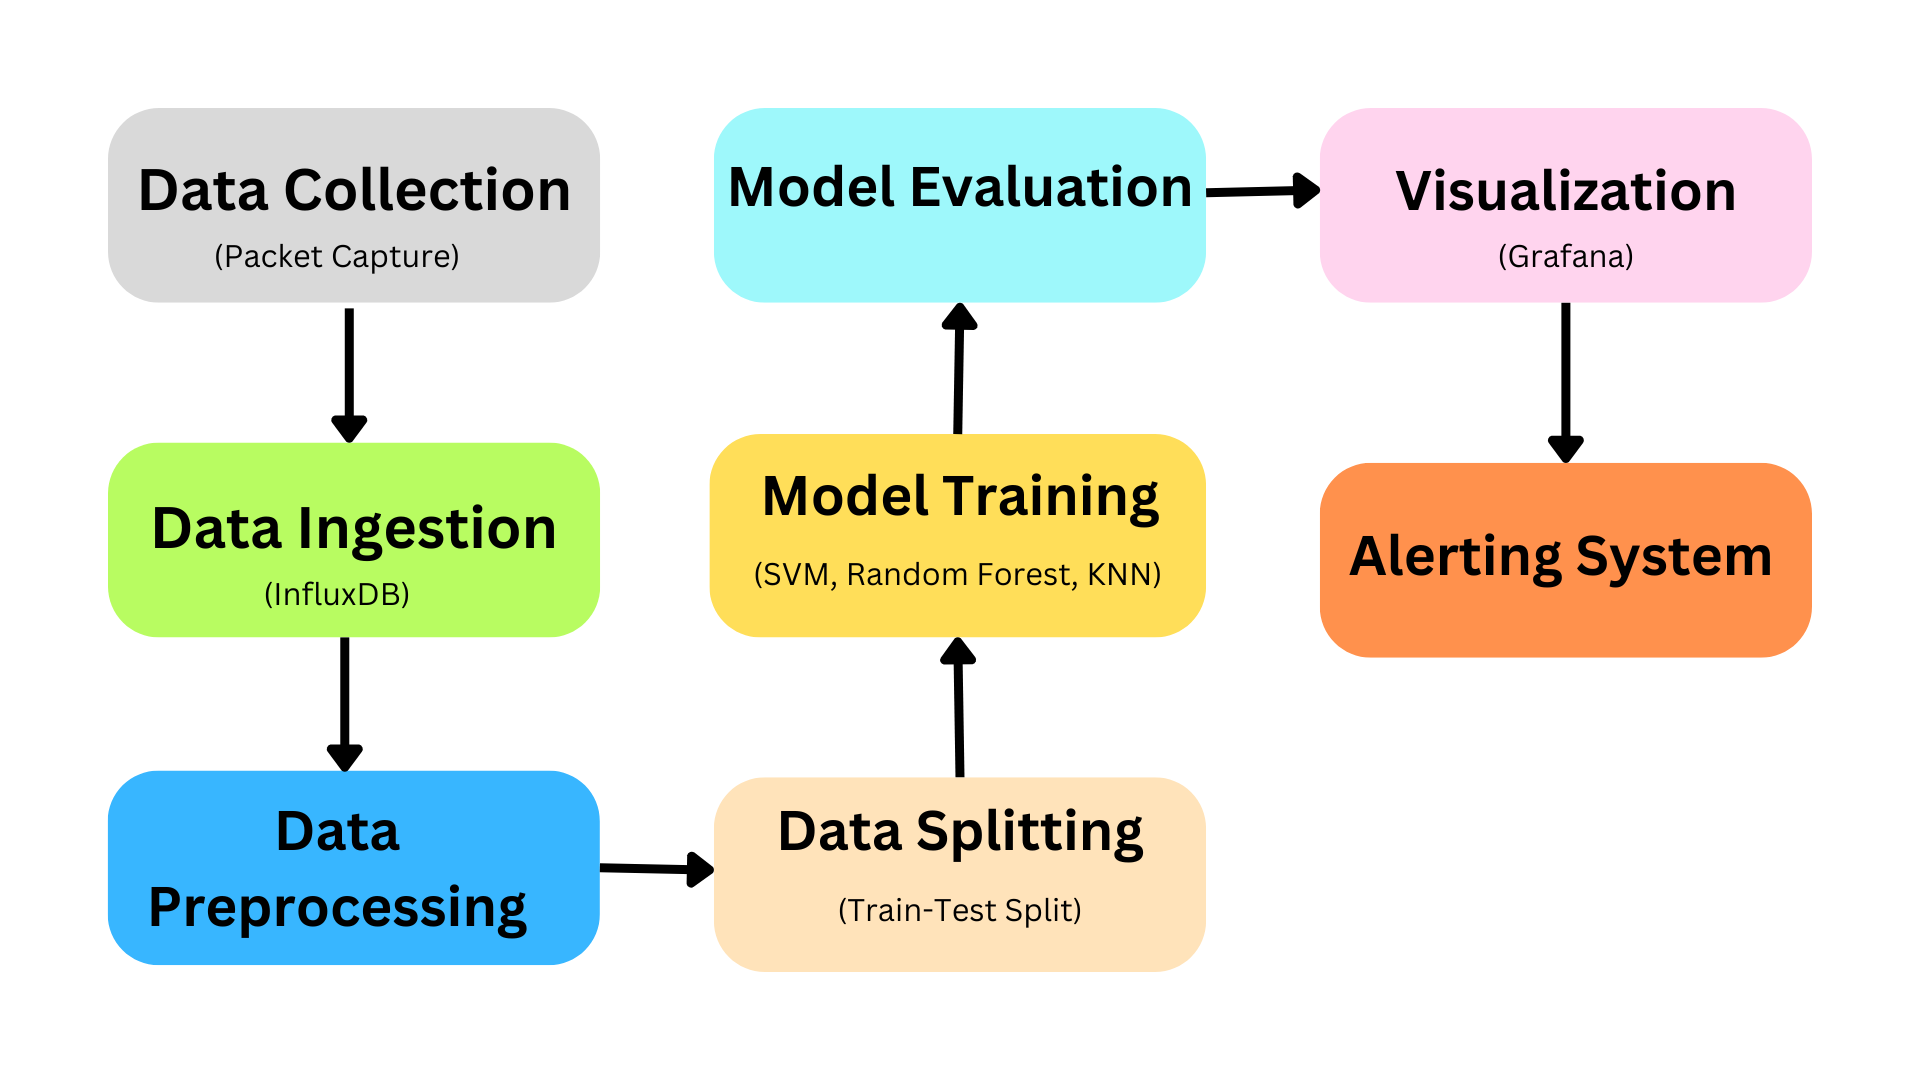 Data Collection
(Packet Capture)
Data Ingestion
(InfluxDB)
Data
Preprocessing
Data Splitting
(Train-Test Split)
Model Training
(SVM, Random Forest, KNN)
Model Evaluation
Visualization
(Grafana)
Alerting System